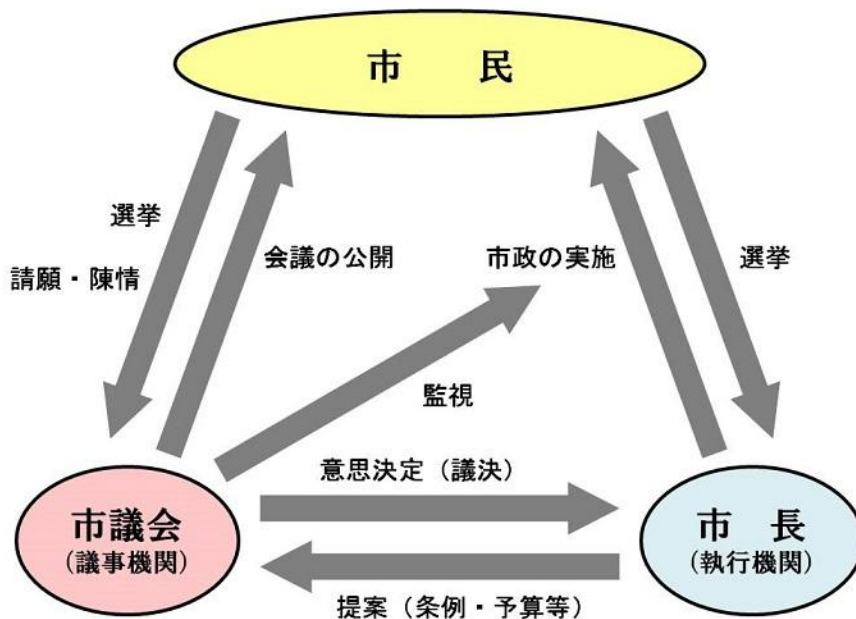 市　　民
選挙
請願・陳情
会議の公開
市政の実施
選挙
監視
意思決定（議決）
市議会
（議事機関）
市　長
（執行機関）
提案（条例・予算等）